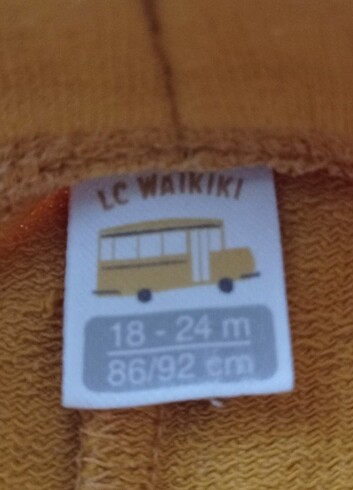 LC WAIKIKI
18 - 24 m
86/92 cm